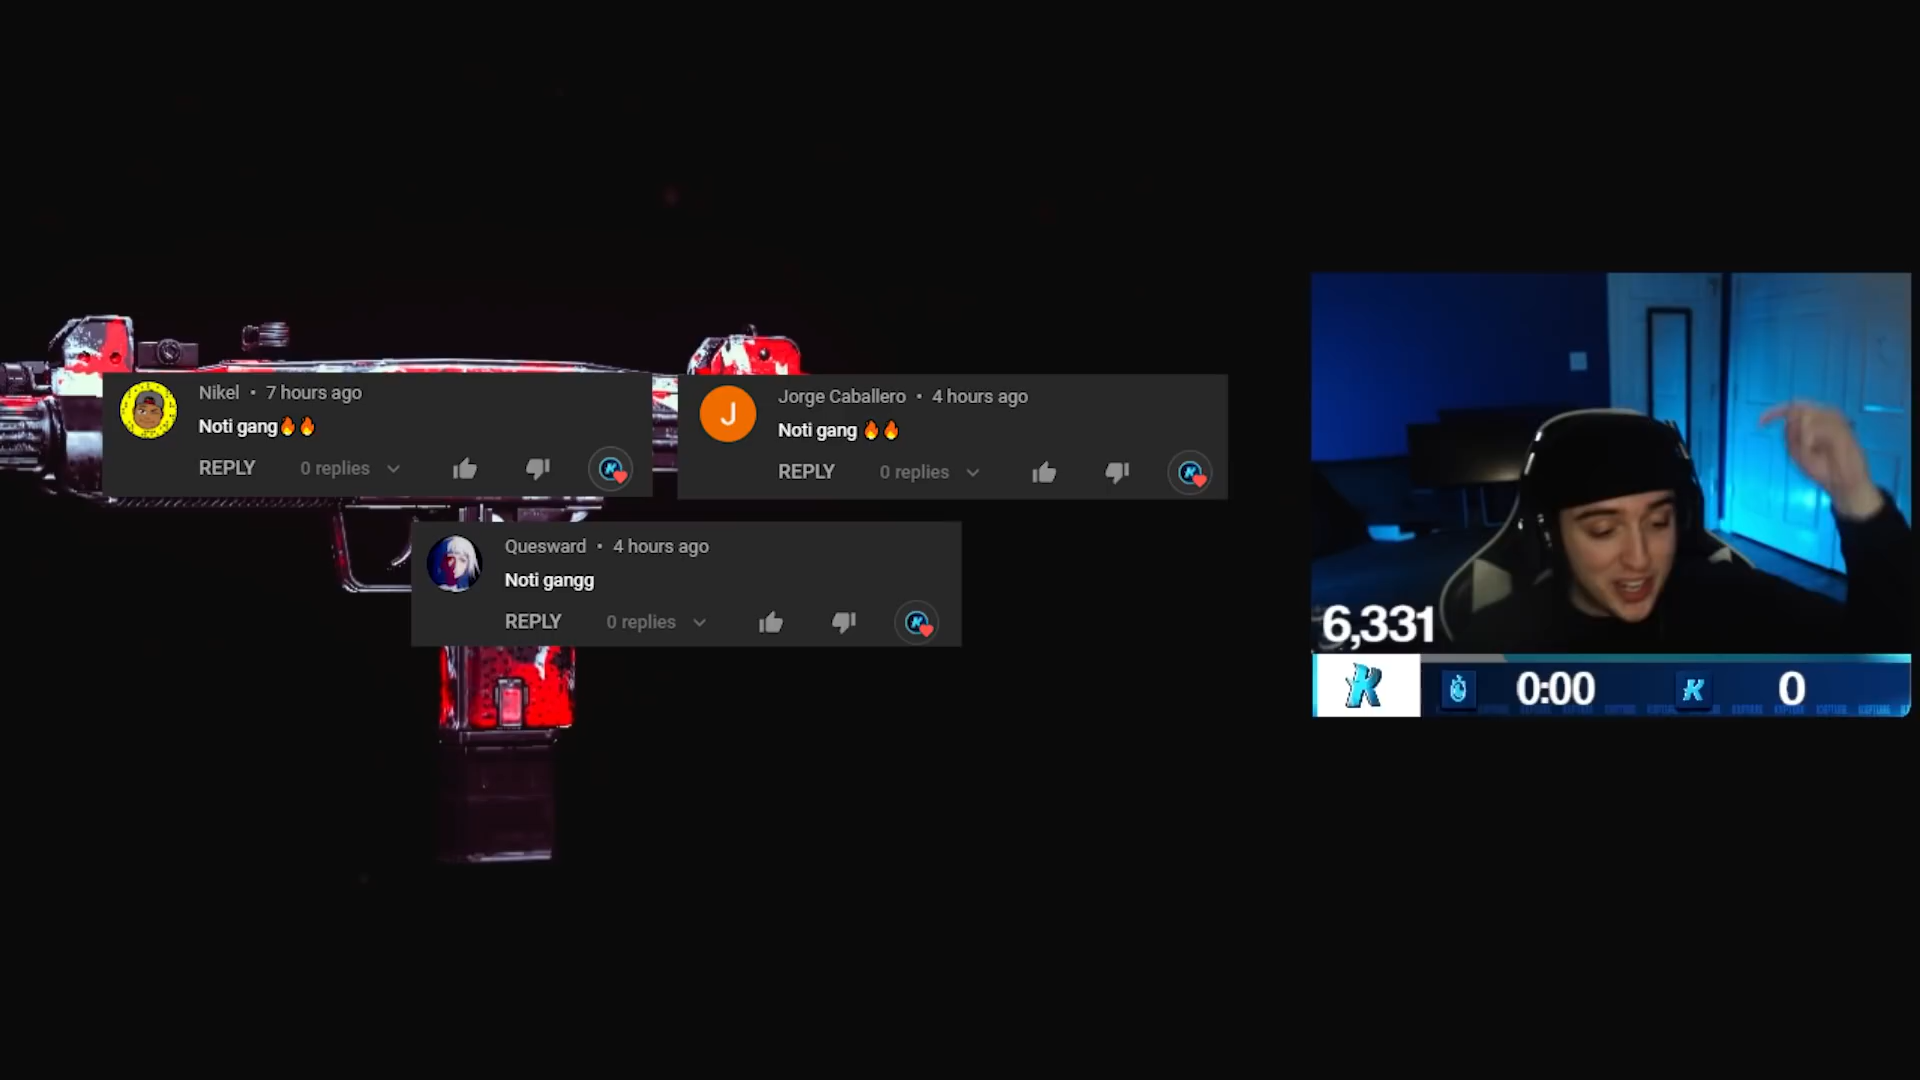 Nikel • 7 hours ago
Noti gang🔥🔥
REPLY 0 replies
J
Jorge Caballero • 4 hours ago
Noti gang 🔥🔥
REPLY 0 replies
Quesward • 4 hours ago
Noti gangg
REPLY 0 replies
6,331
K 0:00 K 0